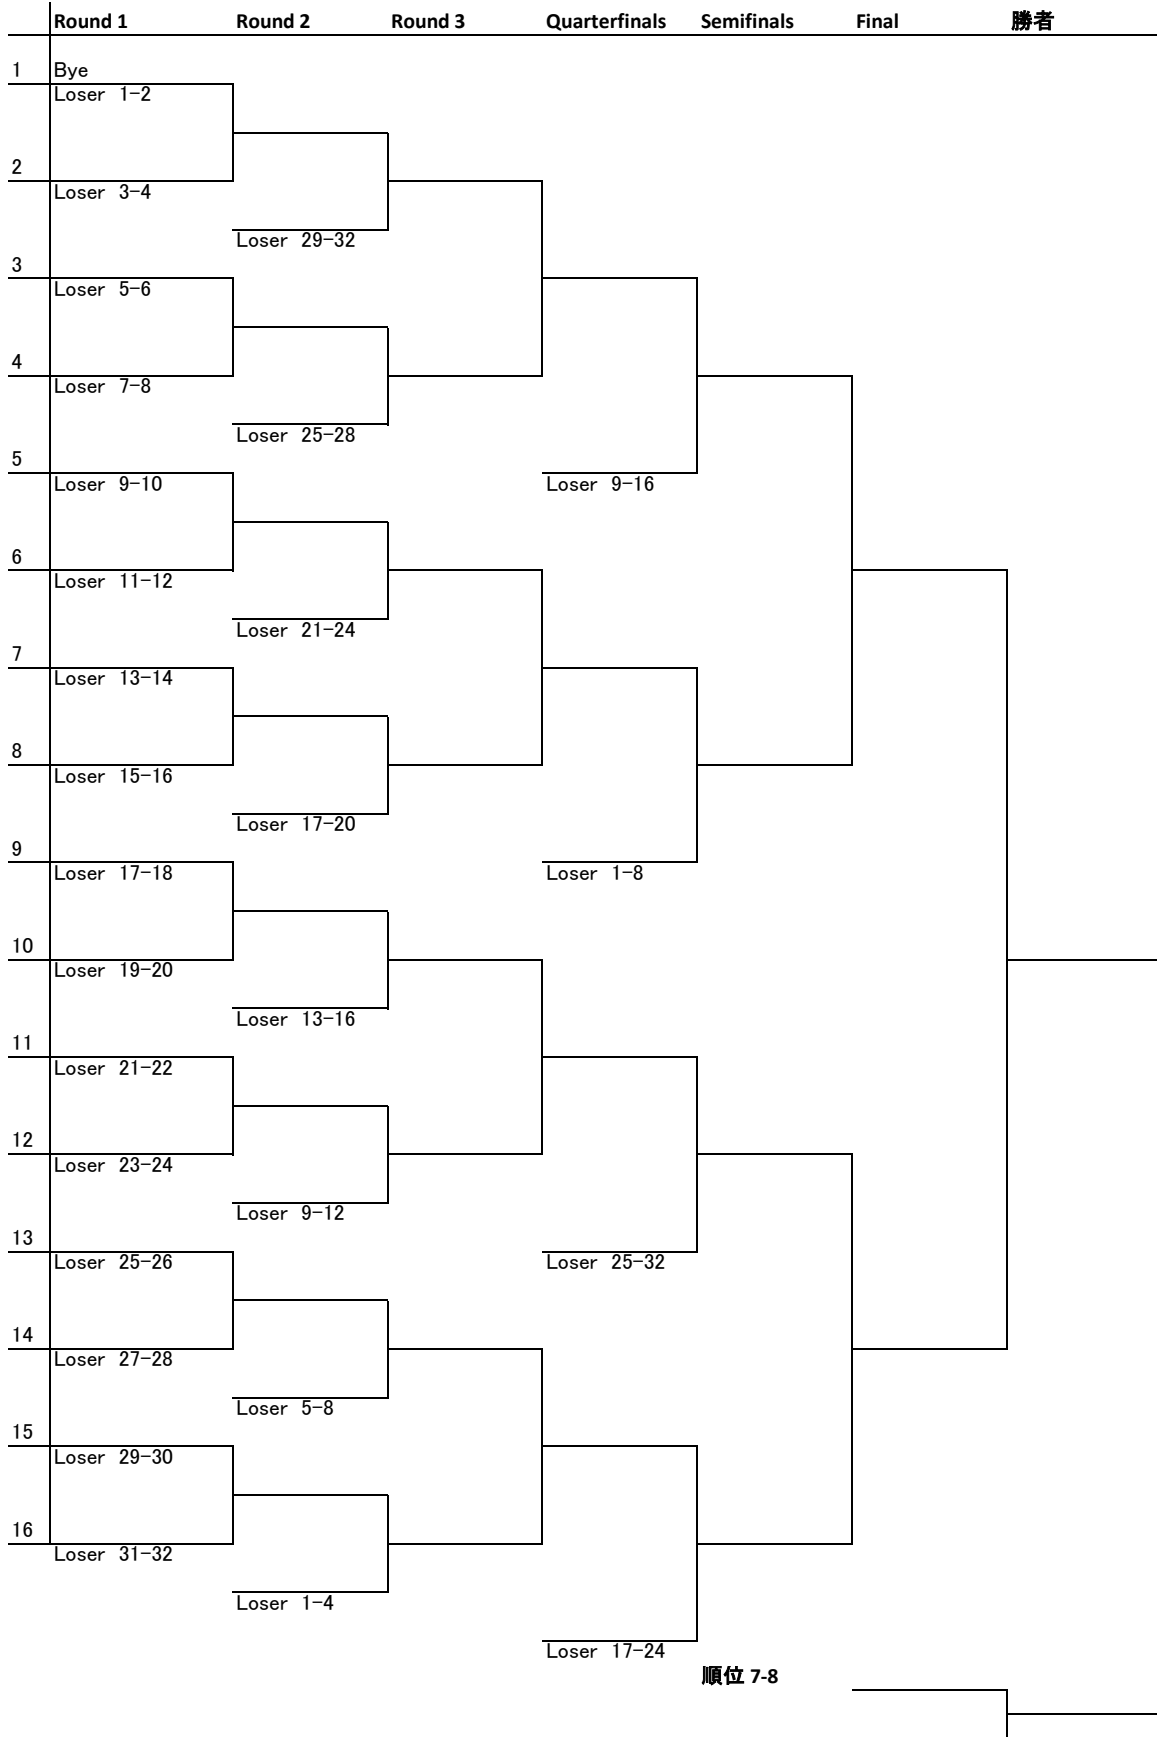 Round 1 Round 2 Round 3 Quarterfinals Semifinals Final 勝者
1 Bye
Loser 1-2
2
Loser 3-4
Loser 29-32
3
Loser 5-6
4
Loser 7-8
Loser 25-28
5
Loser 9-10 Loser 9-16
6
Loser 11-12
Loser 21-24
7
Loser 13-14
8
Loser 15-16
Loser 17-20
9
Loser 17-18 Loser 1-8
10
Loser 19-20
Loser 13-16
11
Loser 21-22
12
Loser 23-24
Loser 9-12
13
Loser 25-26 Loser 25-32
14
Loser 27-28
Loser 5-8
15
Loser 29-30
16
Loser 31-32
Loser 1-4
Loser 17-24
順位 7-8